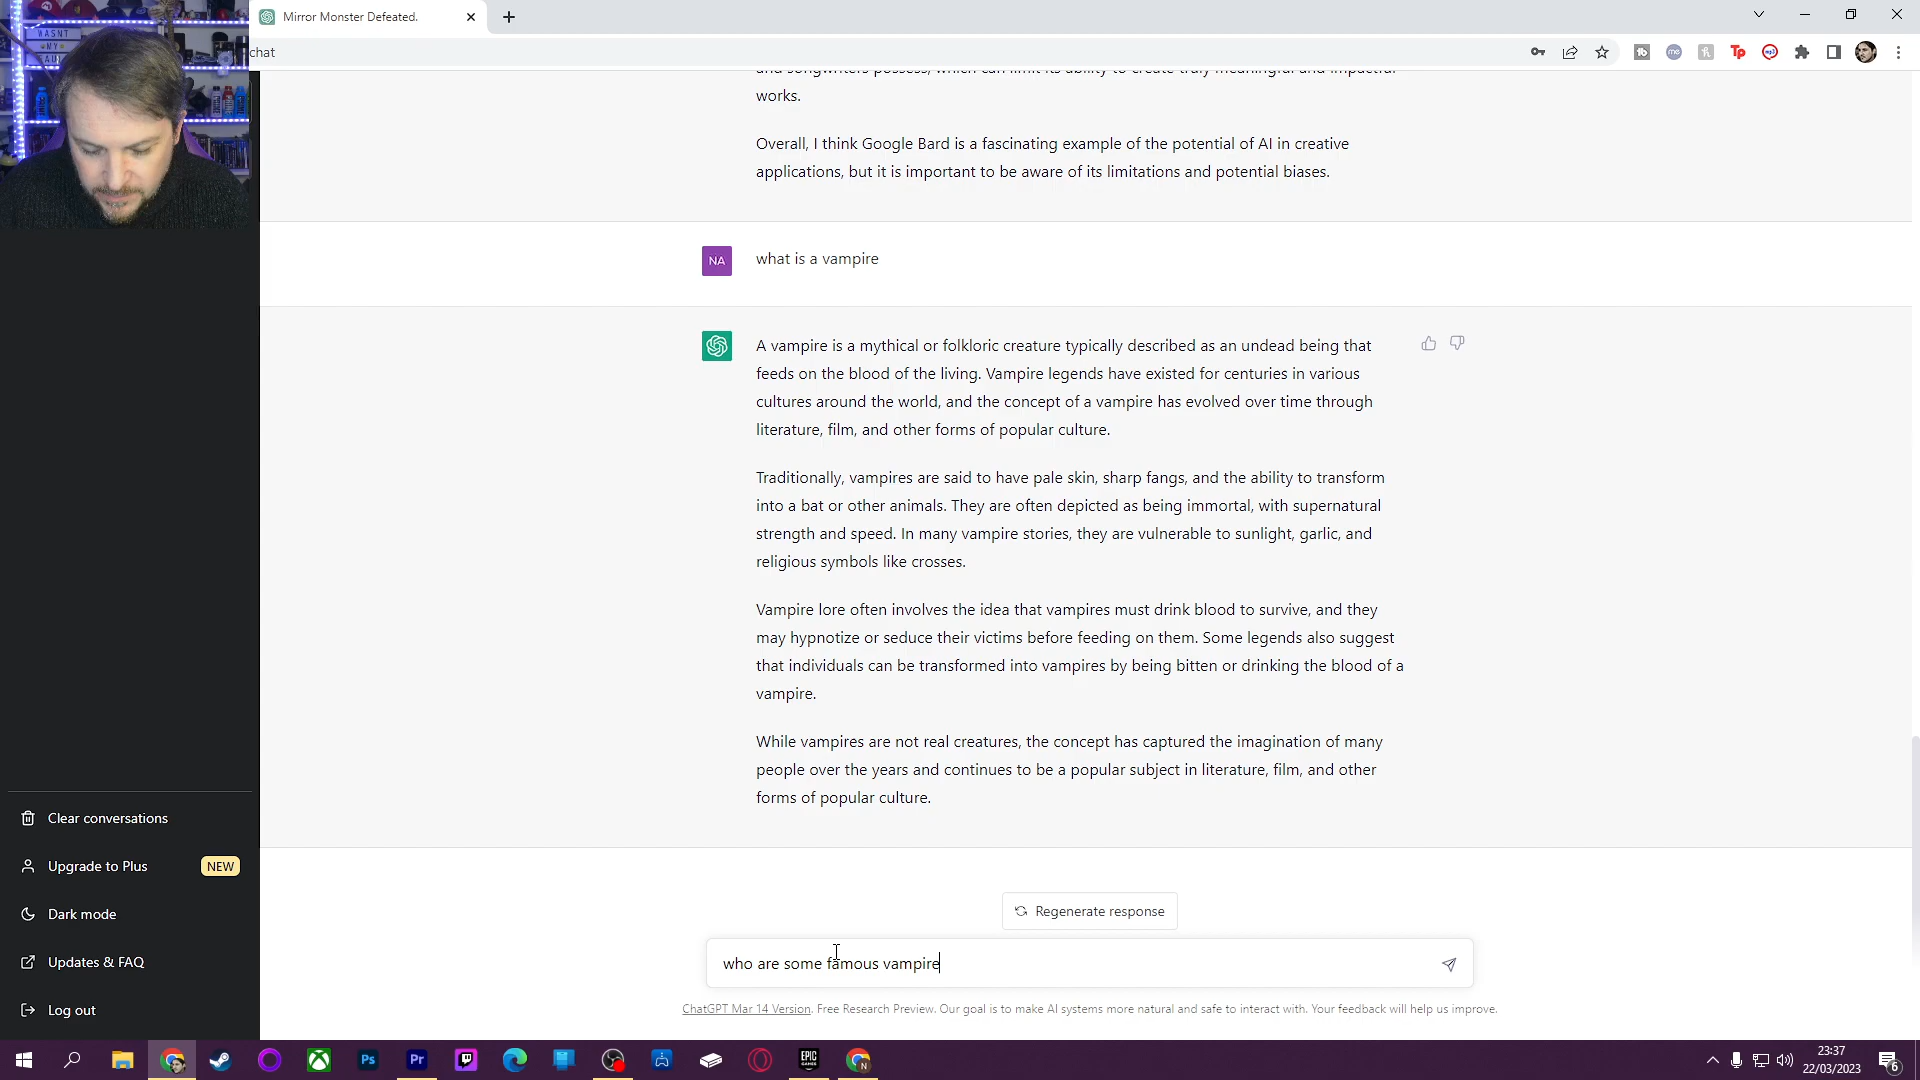 Mirror Monster Defeated.
chat
WASNT
MY
works.
Overall, I think Google Bard is a fascinating example of the potential of AI in creative
applications, but it is important to be aware of its limitations and potential biases.
NA
what is a vampire
A vampire is a mythical or folkloric creature typically described as an undead being that
feeds on the blood of the living. Vampire legends have existed for centuries in various
cultures around the world, and the concept of a vampire has evolved over time through
literature, film, and other forms of popular culture.
Traditionally, vampires are said to have pale skin, sharp fangs, and the ability to transform
into a bat or other animals. They are often depicted as being immortal, with supernatural
strength and speed. In many vampire stories, they are vulnerable to sunlight, garlic, and
religious symbols like crosses.
Vampire lore often involves the idea that vampires must drink blood to survive, and they
may hypnotize or seduce their victims before feeding on them. Some legends also suggest
that individuals can be transformed into vampires by being bitten or drinking the blood of a
vampire.
While vampires are not real creatures, the concept has captured the imagination of many
people over the years and continues to be a popular subject in literature, film, and other
forms of popular culture.
Clear conversations
Upgrade to Plus NEW
Dark mode
Updates & FAQ
Log out
Regenerate response
who are some famous vampire
ChatGPT Mar 14 Version. Free Research Preview. Our goal is to make AI systems more natural and safe to interact with. Your feedback will help us improve.
Tp
Ps
Pr
EPIC
GAMES
N
23:37
22/03/2023
6